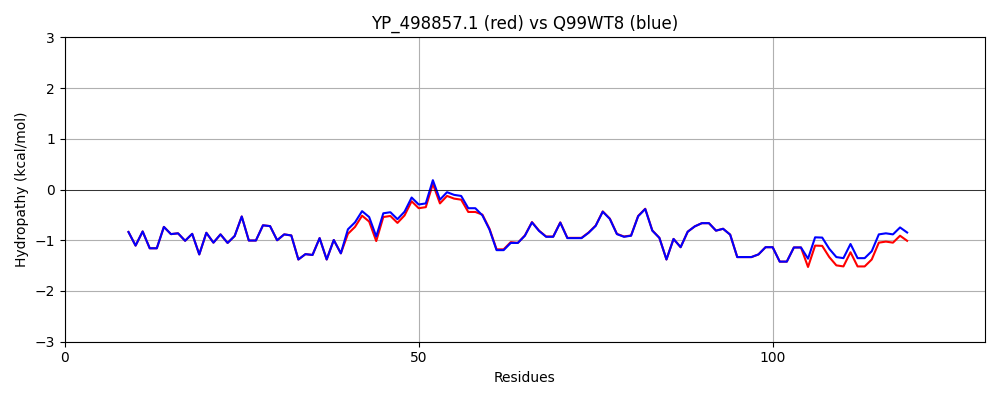 YP_498857.1 (red) vs Q99WT8 (blue)
3
2
1
0
−1
−2
−3
Hydropathy (kcal/mol)
0 50 100
Residues